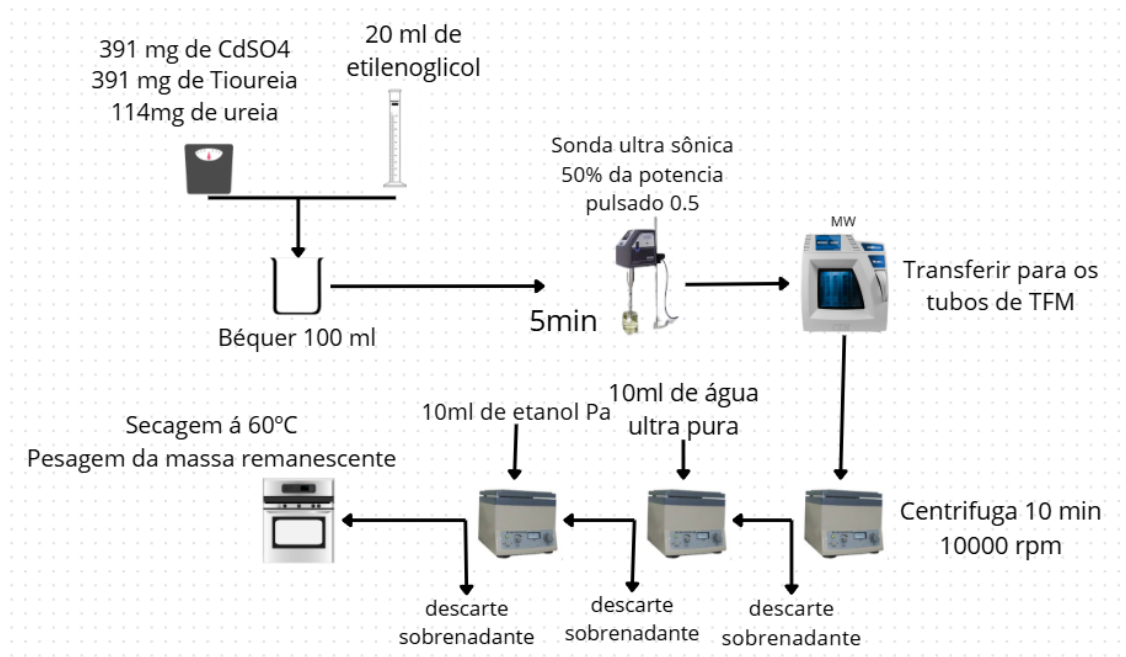 391 mg de CdSO4
391 mg de Tioureia
114mg de ureia
20 ml de
etilenoglicol
Béquer 100 ml
5min
Sonda ultra sônica
50% da potencia
pulsado 0.5
MW
Transferir para os
tubos de TFM
Centrifuga 10 min
10000 rpm
descarte
sobrenadante
10ml de água
ultra pura
descarte
sobrenadante
10ml de etanol Pa
descarte
sobrenadante
Secagem á 60ºC
Pesagem da massa remanescente